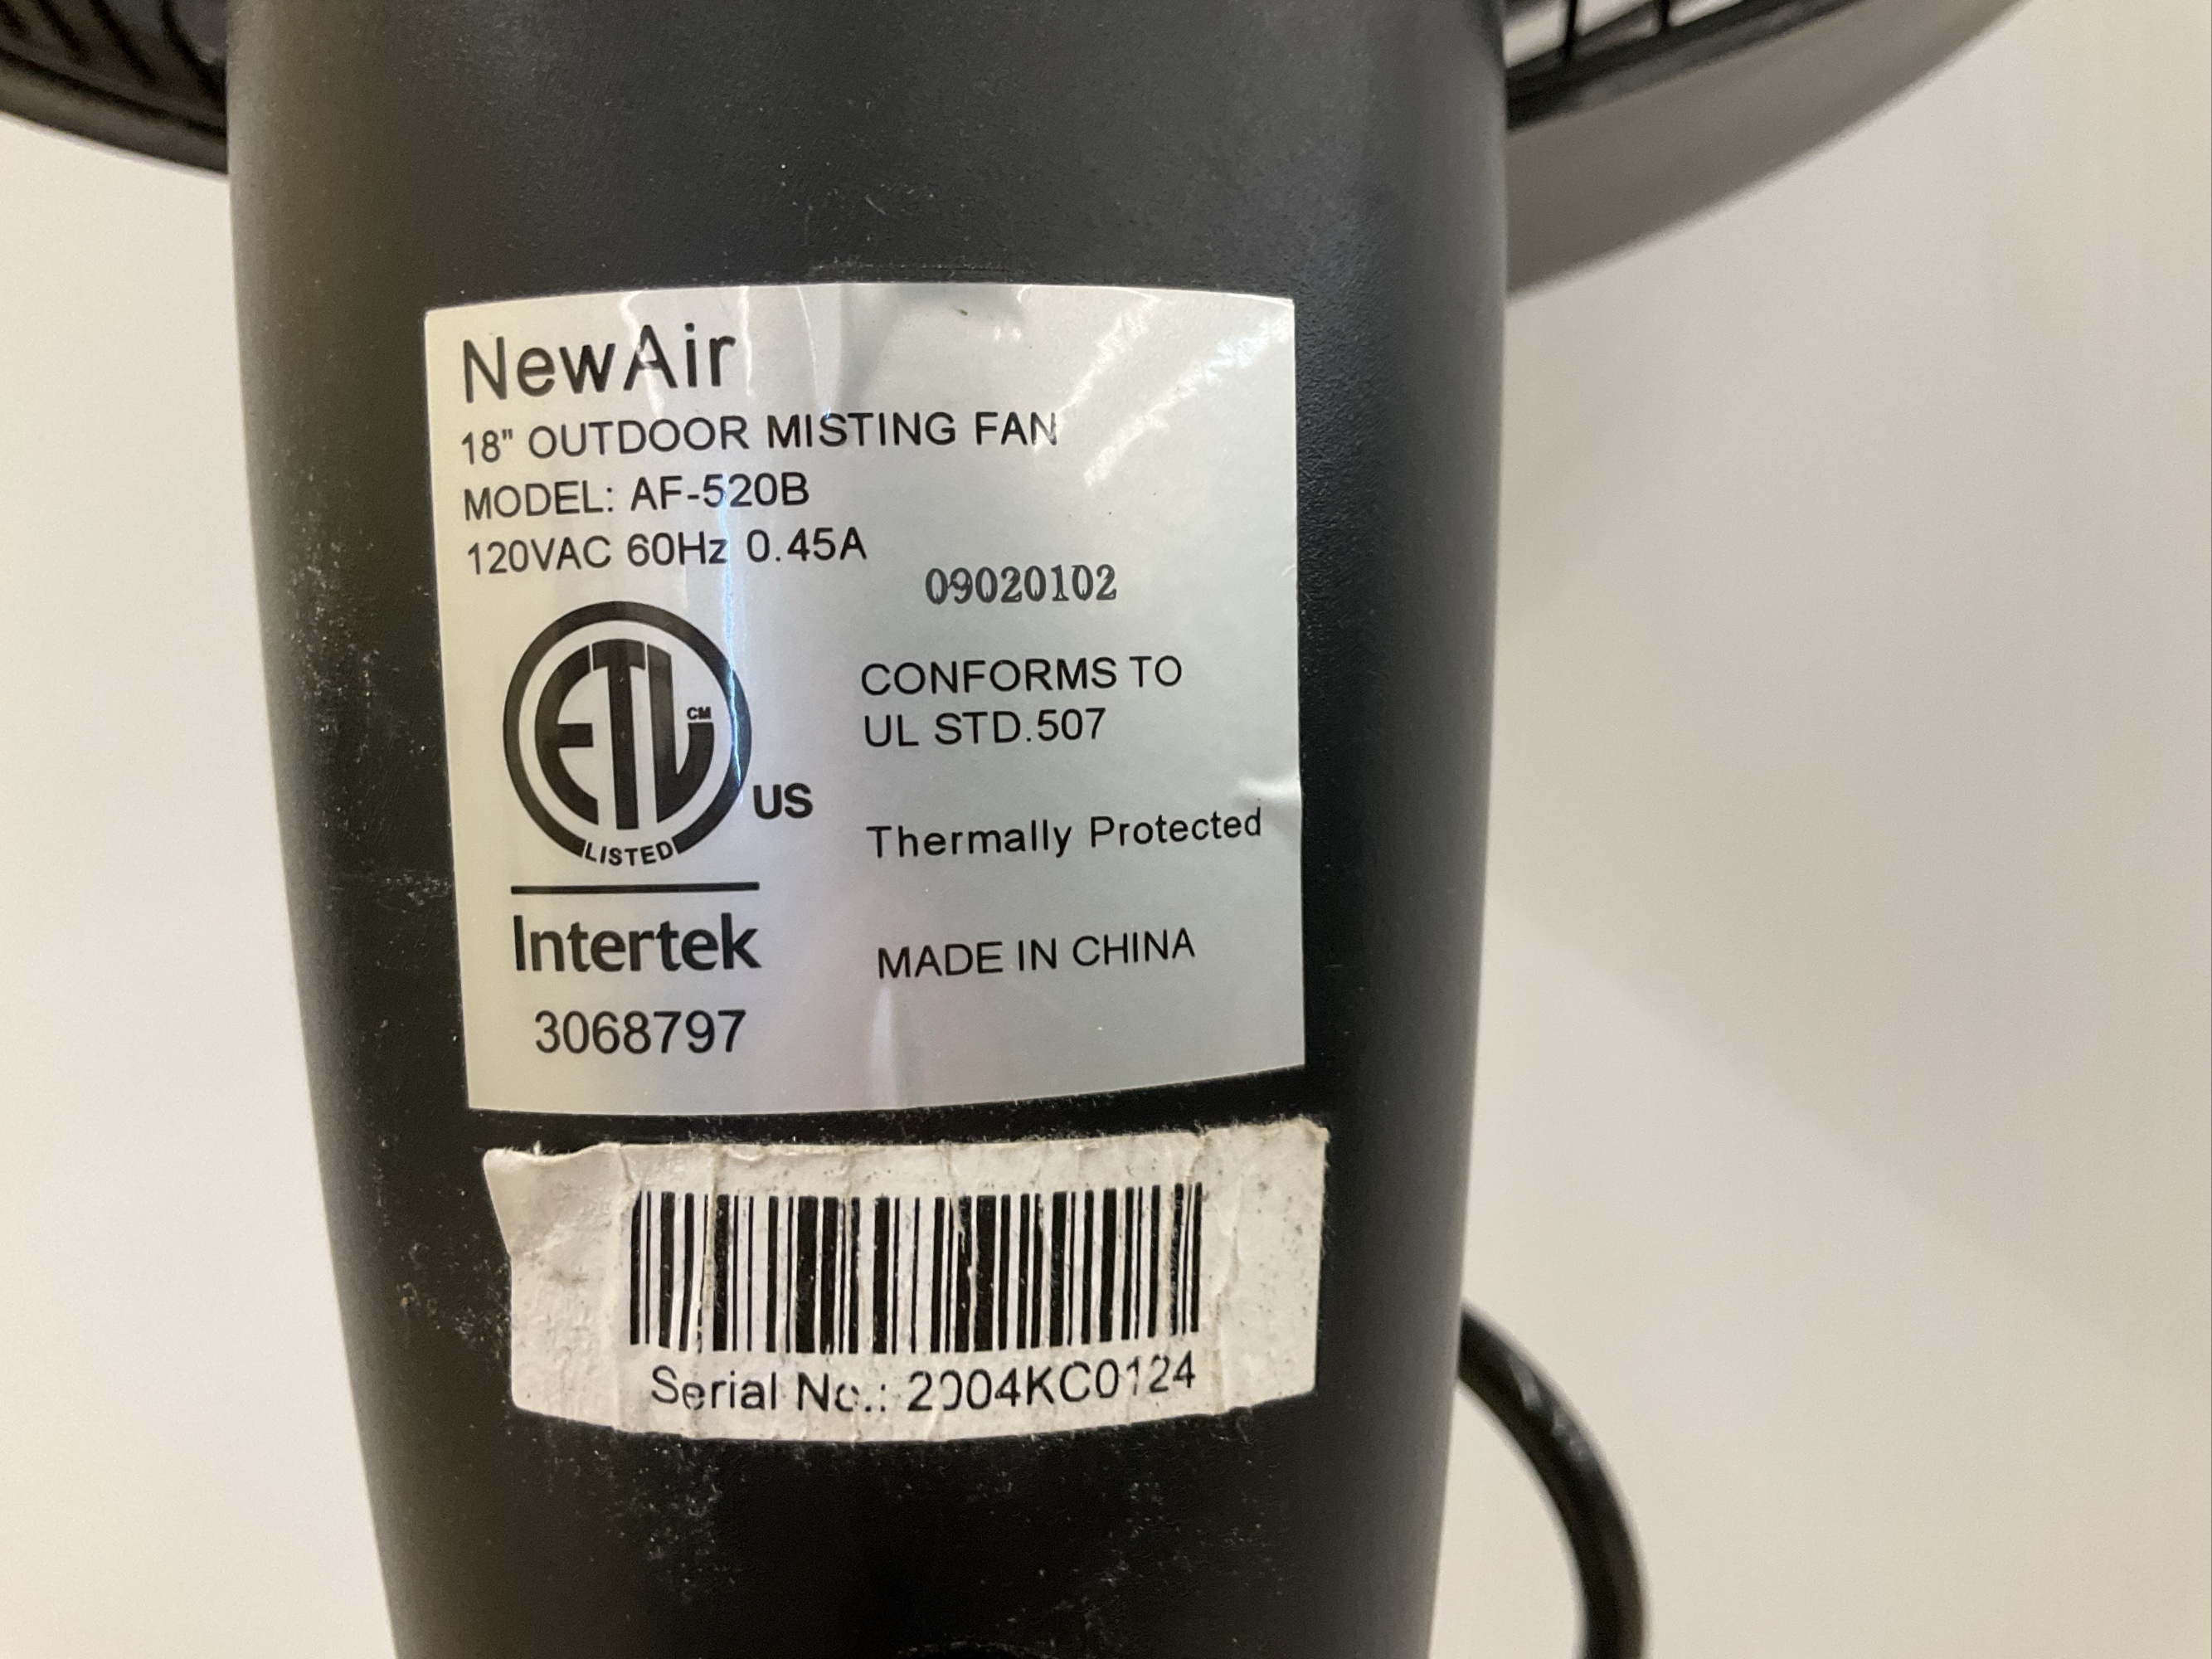 NewAir
18" OUTDOOR MISTING FAN
MODEL: AF-520B
120VAC 60Hz 0.45A
09020102
ETL CM
LISTED
US
Intertek
3068797
CONFORMS TO
UL STD.507
Thermally Protected
MADE IN CHINA
Serial No.: 2004KC0124